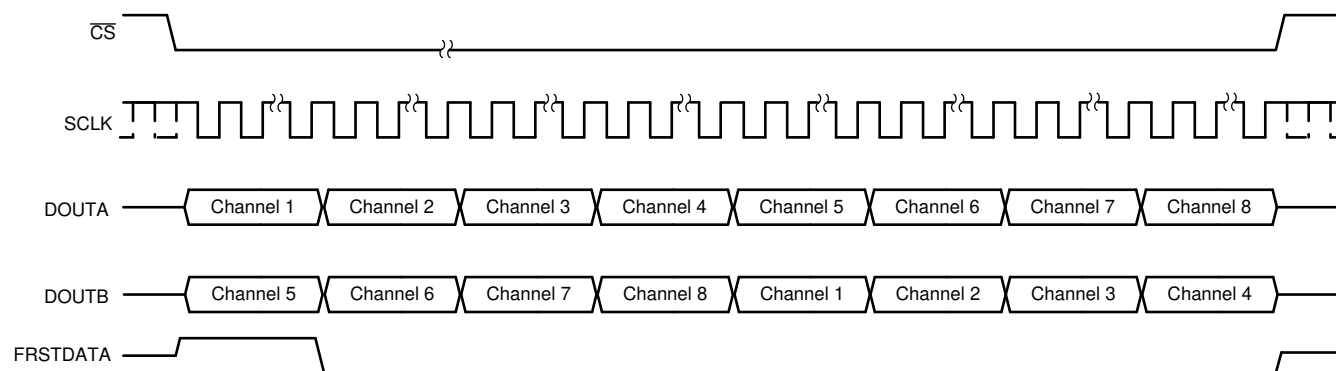 C̅S̅
SCLK
DOUTA Channel 1 Channel 2 Channel 3 Channel 4 Channel 5 Channel 6 Channel 7 Channel 8
DOUTB Channel 5 Channel 6 Channel 7 Channel 8 Channel 1 Channel 2 Channel 3 Channel 4
FRSTDATA